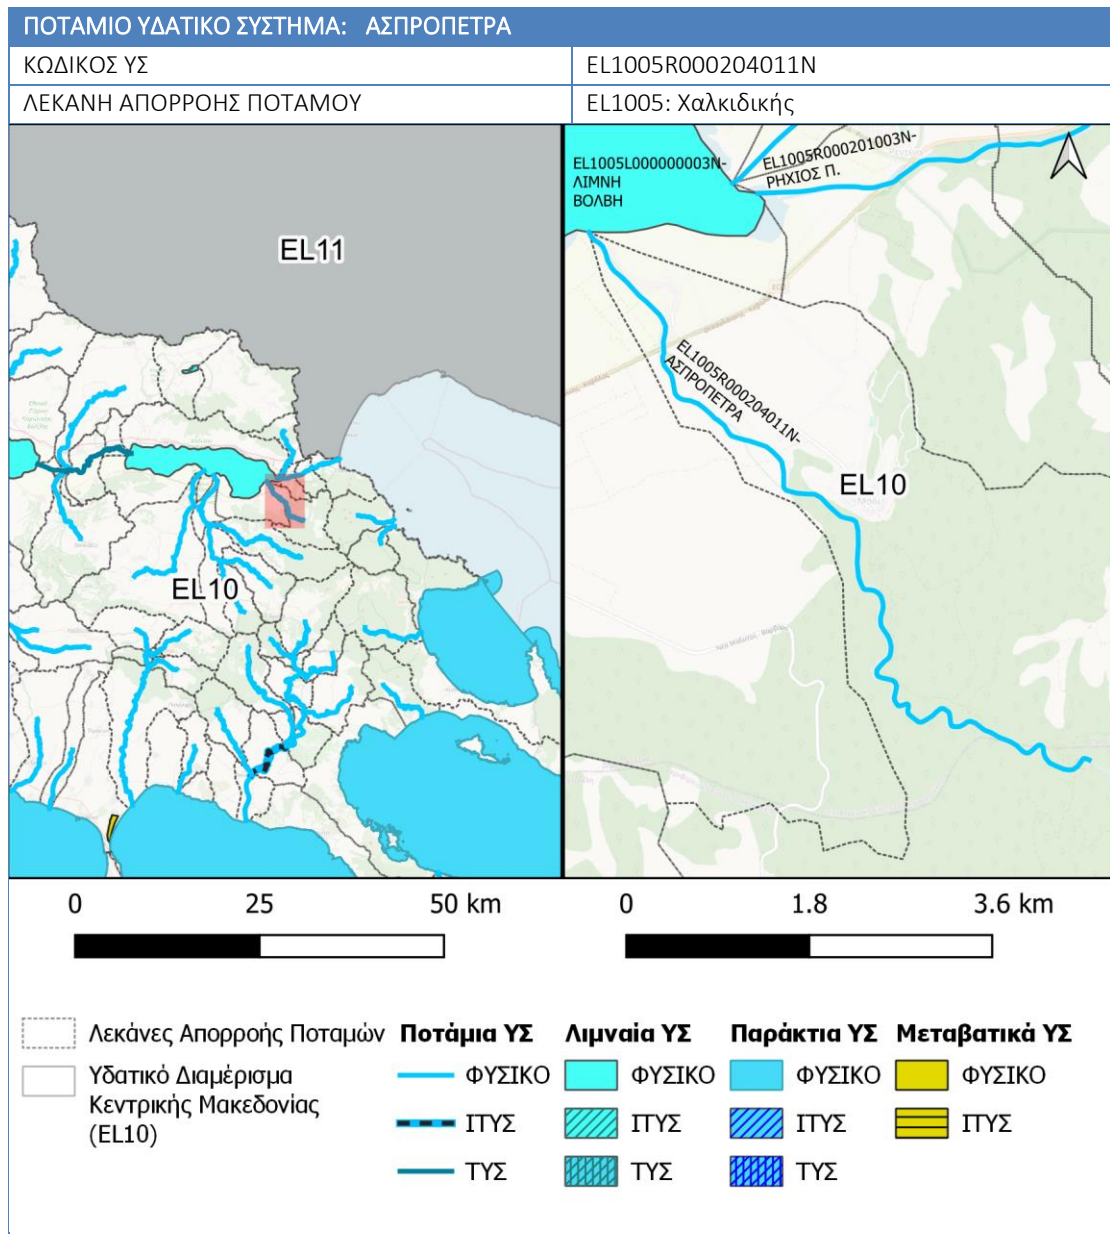 ΠΟΤΑΜΙΟ ΥΔΑΤΙΚΟ ΣΥΣΤΗΜΑ: ΑΣΠΡΟΠΕΤΡΑ
ΚΩΔΙΚΟΣ ΥΣ EL1005R000204011N
ΛΕΚΑΝΗ ΑΠΟΡΡΟΗΣ ΠΟΤΑΜΟΥ EL1005: Χαλκιδικής
EL11
EL10
EL1005L000000003N-
ΛΙΜΝΗ
ΒΟΛΒΗ
EL1005R000201003N-
ΡΗΧΙΟΣ Π.
EL1005R000204011N-
ΑΣΠΡΟΠΕΤΡΑ
EL10
0 25 50 km
0 1.8 3.6 km
Λεκάνες Απορροής Ποταμών
Υδατικό Διαμέρισμα
Κεντρικής Μακεδονίας
(EL10)
Ποτάμια ΥΣ
ΦΥΣΙΚΟ
ΙΤΥΣ
ΤΥΣ
Λιμναία ΥΣ
ΦΥΣΙΚΟ
ΙΤΥΣ
ΤΥΣ
Παράκτια ΥΣ
ΦΥΣΙΚΟ
ΙΤΥΣ
ΤΥΣ
Μεταβατικά ΥΣ
ΦΥΣΙΚΟ
ΙΤΥΣ